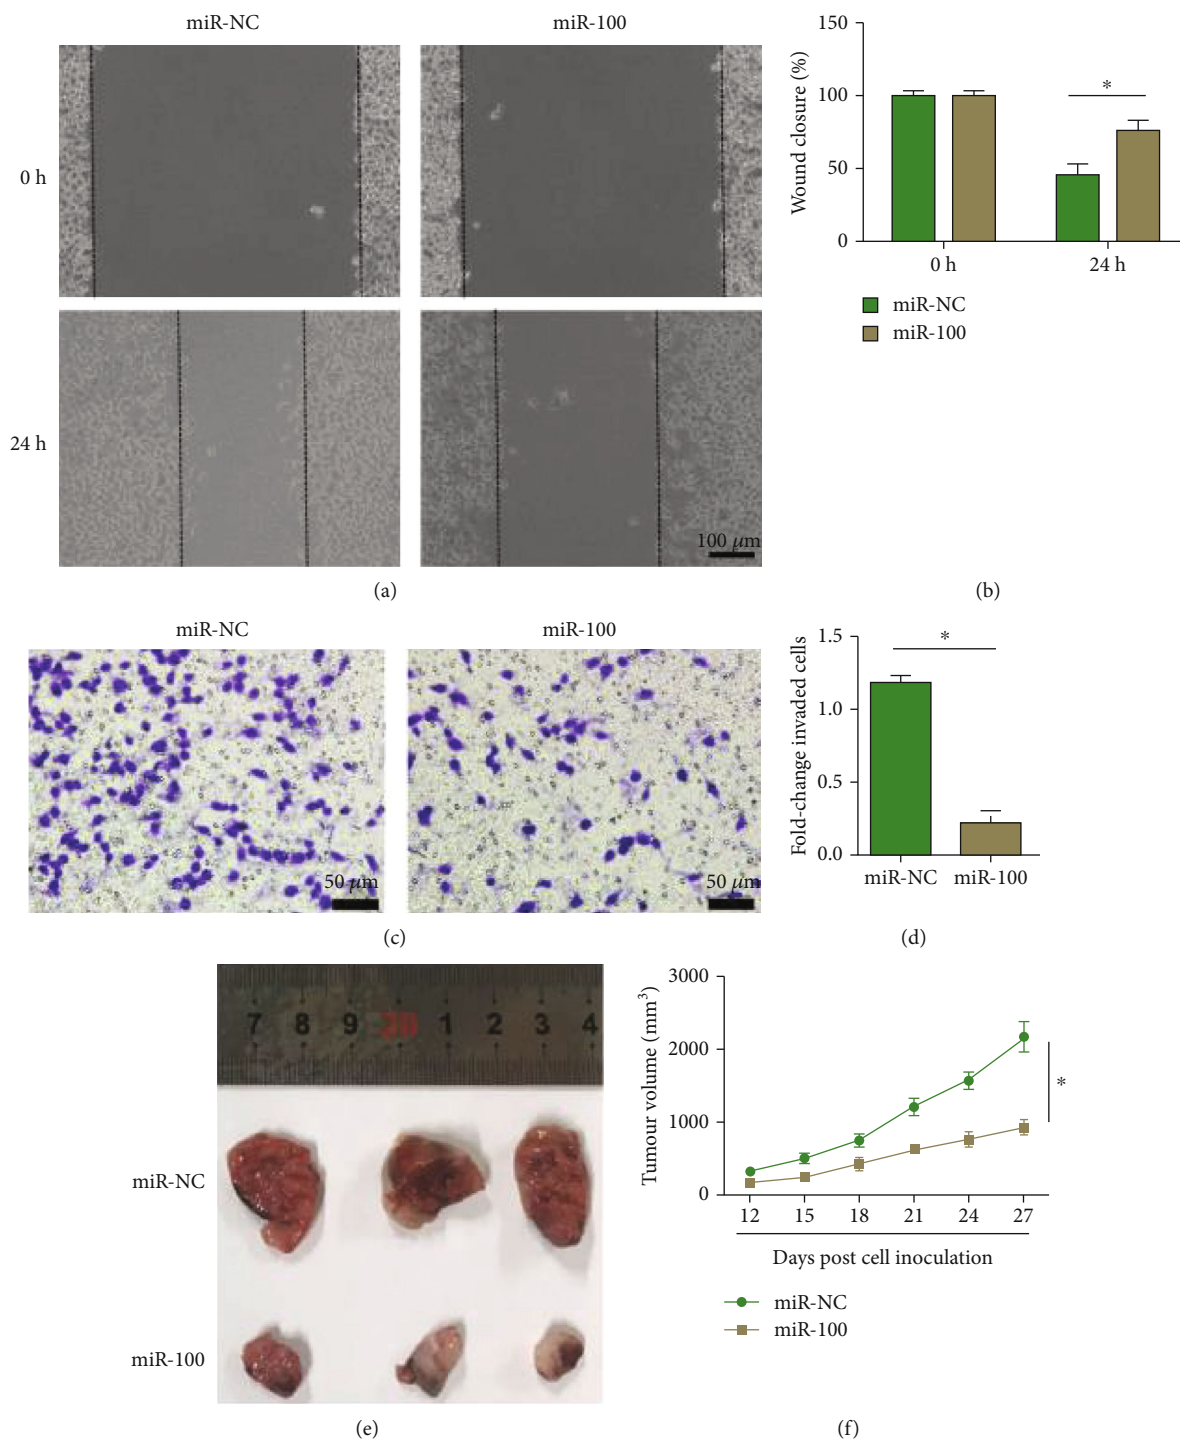 miR-NC
miR-100
0 h
24 h
100 μm
(a)
Wound closure (%)
150
100
50
0
*
0 h
24 h
miR-NC
miR-100
(b)
miR-NC
miR-100
50 μm
50 μm
(c)
Fold-change invaded cells
1.5
1.0
0.5
0.0
*
miR-NC
miR-100
(d)
7 8 9 1 2 3 4
miR-NC
miR-100
(e)
Tumour volume (mm³)
3000
2000
1000
0
*
12 15 18 21 24 27
Days post cell inoculation
miR-NC
miR-100
(f)